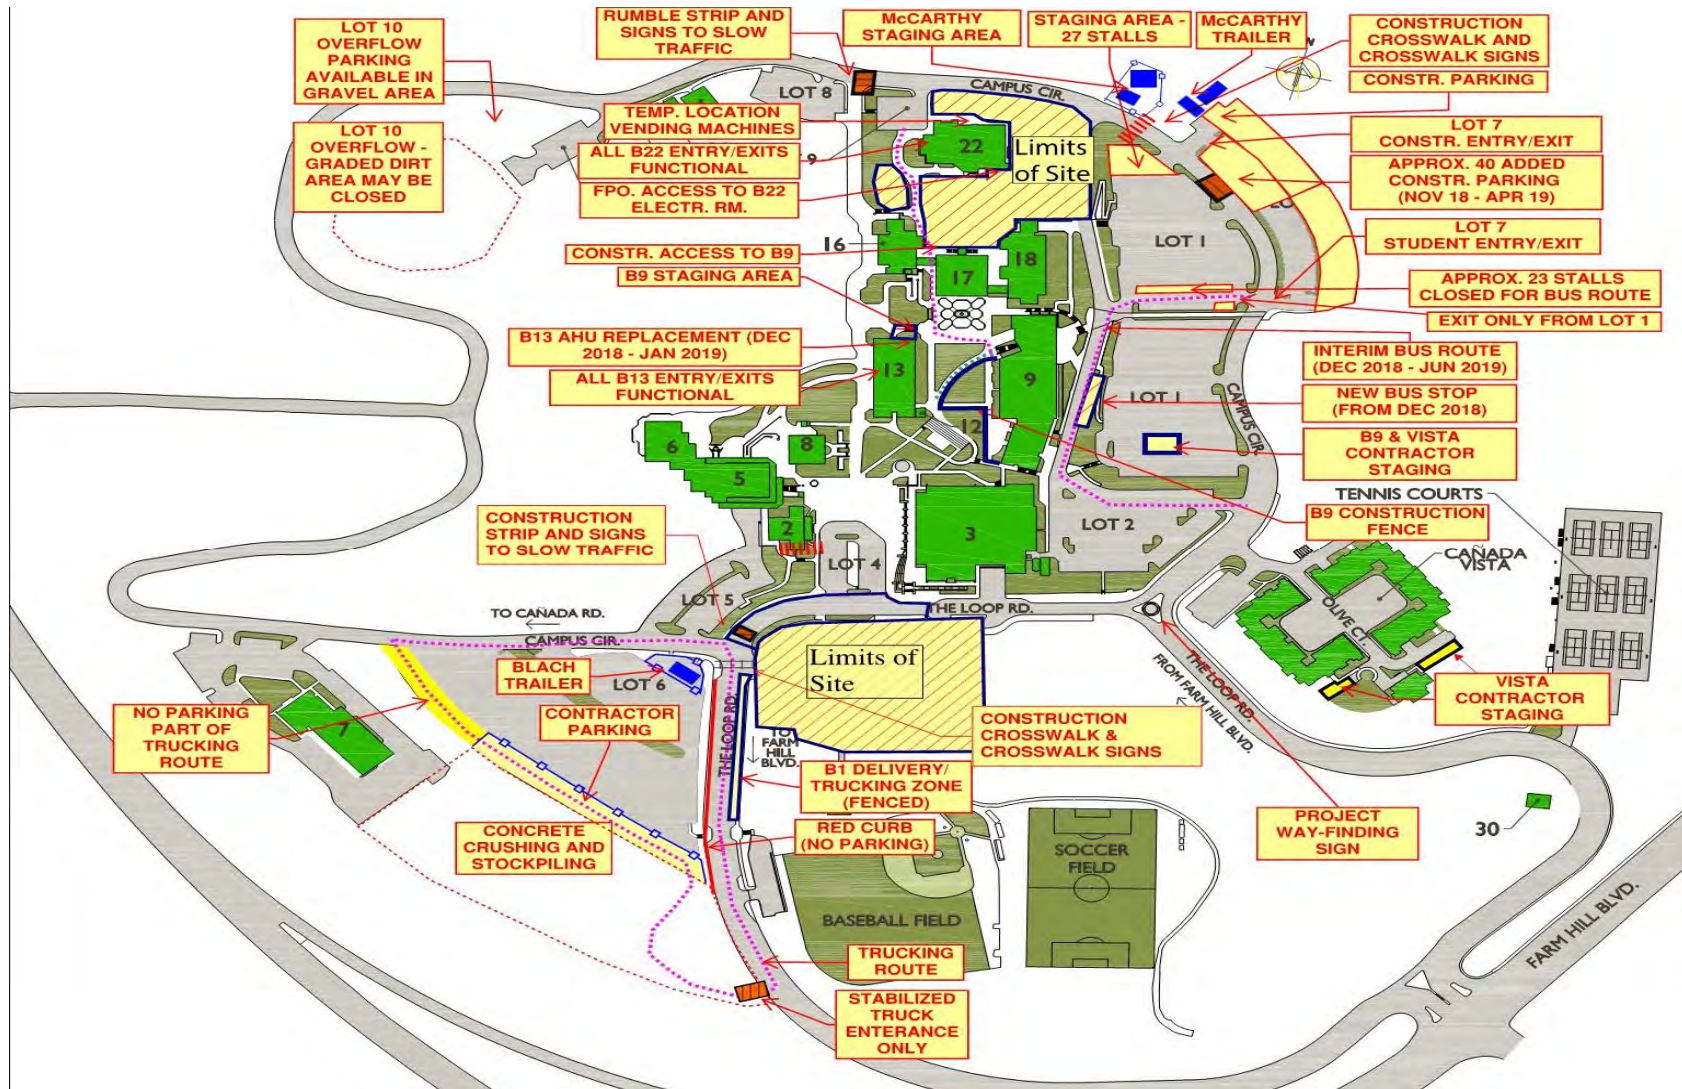 LOT 10
OVERFLOW
PARKING
AVAILABLE IN
GRAVEL AREA
RUMBLE STRIP AND
SIGNS TO SLOW
TRAFFIC
McCARTHY
STAGING AREA
STAGING AREA -
27 STALLS
McCARTHY
TRAILER
CONSTRUCTION
CROSSWALK AND
CROSSWALK SIGNS
CONSTR. PARKING
LOT 8
CAMPUS CIR.
LOT 10
OVERFLOW -
GRADED DIRT
AREA MAY BE
CLOSED
TEMP. LOCATION
VENDING MACHINES
ALL B22 ENTRY/EXITS
FUNCTIONAL
FPO. ACCESS TO B22
ELECTR. RM.
22
Limits
of Site
LOT 7
CONSTR. ENTRY/EXIT
APPROX. 40 ADDED
CONSTR. PARKING
(NOV 18 - APR 19)
LOT 7
STUDENT ENTRY/EXIT
16
CONSTR. ACCESS TO B9
B9 STAGING AREA
17
18
LOT 1
APPROX. 23 STALLS
CLOSED FOR BUS ROUTE
EXIT ONLY FROM LOT 1
B13 AHU REPLACEMENT (DEC
2018 - JAN 2019)
ALL B13 ENTRY/EXITS
FUNCTIONAL
13
9
12
INTERIM BUS ROUTE
(DEC 2018 - JUN 2019)
NEW BUS STOP
(FROM DEC 2018)
LOT 1
CAMPUS CIR.
B9 & VISTA
CONTRACTOR
STAGING
6
5
8
2
3
TENNIS COURTS
B9 CONSTRUCTION
FENCE
LOT 2
CONSTRUCTION
STRIP AND SIGNS
TO SLOW TRAFFIC
LOT 4
CAÑADA
VISTA
OLIVE CT.
LOT 5
THE LOOP RD.
TO CAÑADA RD.
CAMPUS CIR.
BLACH
TRAILER
LOT 6
Limits of
Site
THE LOOP RD.
FROM FARM HILL BLVD.
VISTA
CONTRACTOR
STAGING
NO PARKING
PART OF
TRUCKING
ROUTE
7
CONTRACTOR
PARKING
THE LOOP RD.
TO
FARM
HILL
BLVD.
CONSTRUCTION
CROSSWALK &
CROSSWALK SIGNS
B1 DELIVERY/
TRUCKING ZONE
(FENCED)
CONCRETE
CRUSHING AND
STOCKPILING
RED CURB
(NO PARKING)
SOCCER
FIELD
PROJECT
WAY-FINDING
SIGN
30
BASEBALL FIELD
TRUCKING
ROUTE
STABILIZED
TRUCK
ENTERANCE
ONLY
FARM HILL BLVD.